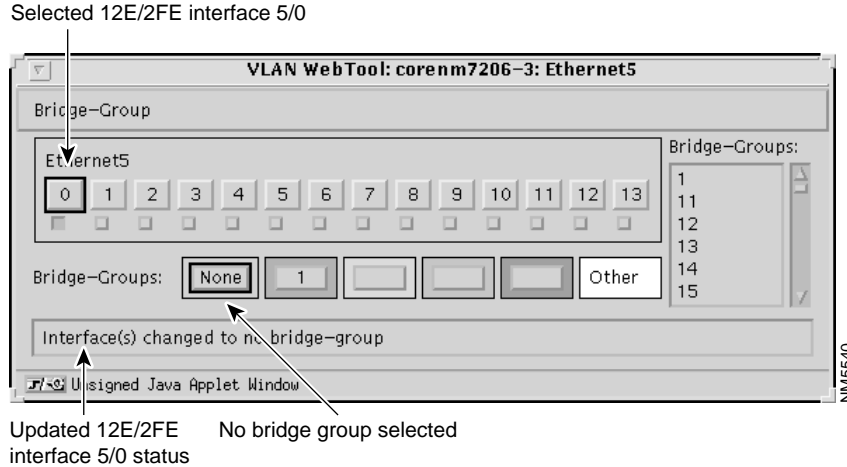 Selected 12E/2FE interface 5/0
VLAN WebTool: corenm7206-3: Ethernet5
Bridge-Group
Ethernet5
0 1 2 3 4 5 6 7 8 9 10 11 12 13
Bridge-Groups:
1
11
12
13
14
15
Bridge-Groups: None 1 Other
Interface(s) changed to no bridge-group
Unsigned Java Applet Window
NM5540
Updated 12E/2FE
interface 5/0 status
No bridge group selected